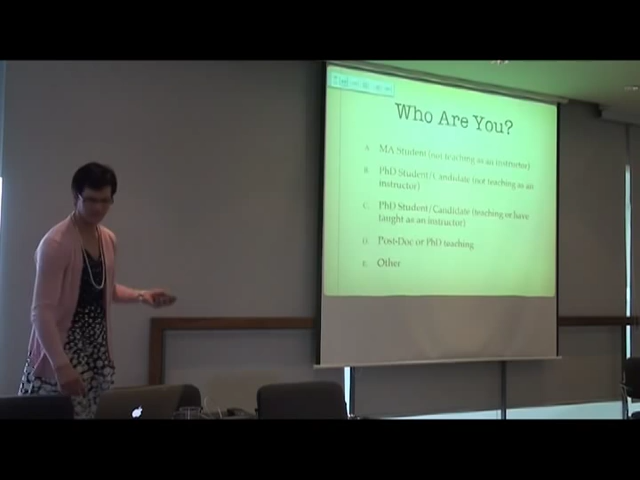 Who Are You?
A. MA Student (not teaching as an instructor)
B. PhD Student/Candidate (not teaching as an
instructor)
C. PhD Student/Candidate (teaching or have
taught as an instructor)
D. Post-Doc or PhD teaching
E. Other